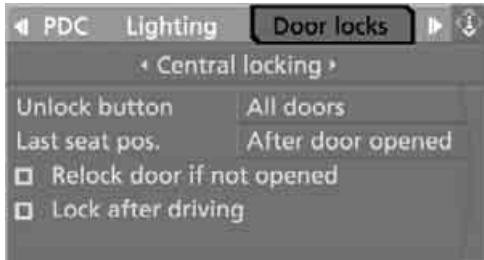 PDC Lighting Door locks
Central locking
Unlock button All doors
Last seat pos. After door opened
Relock door if not opened
Lock after driving